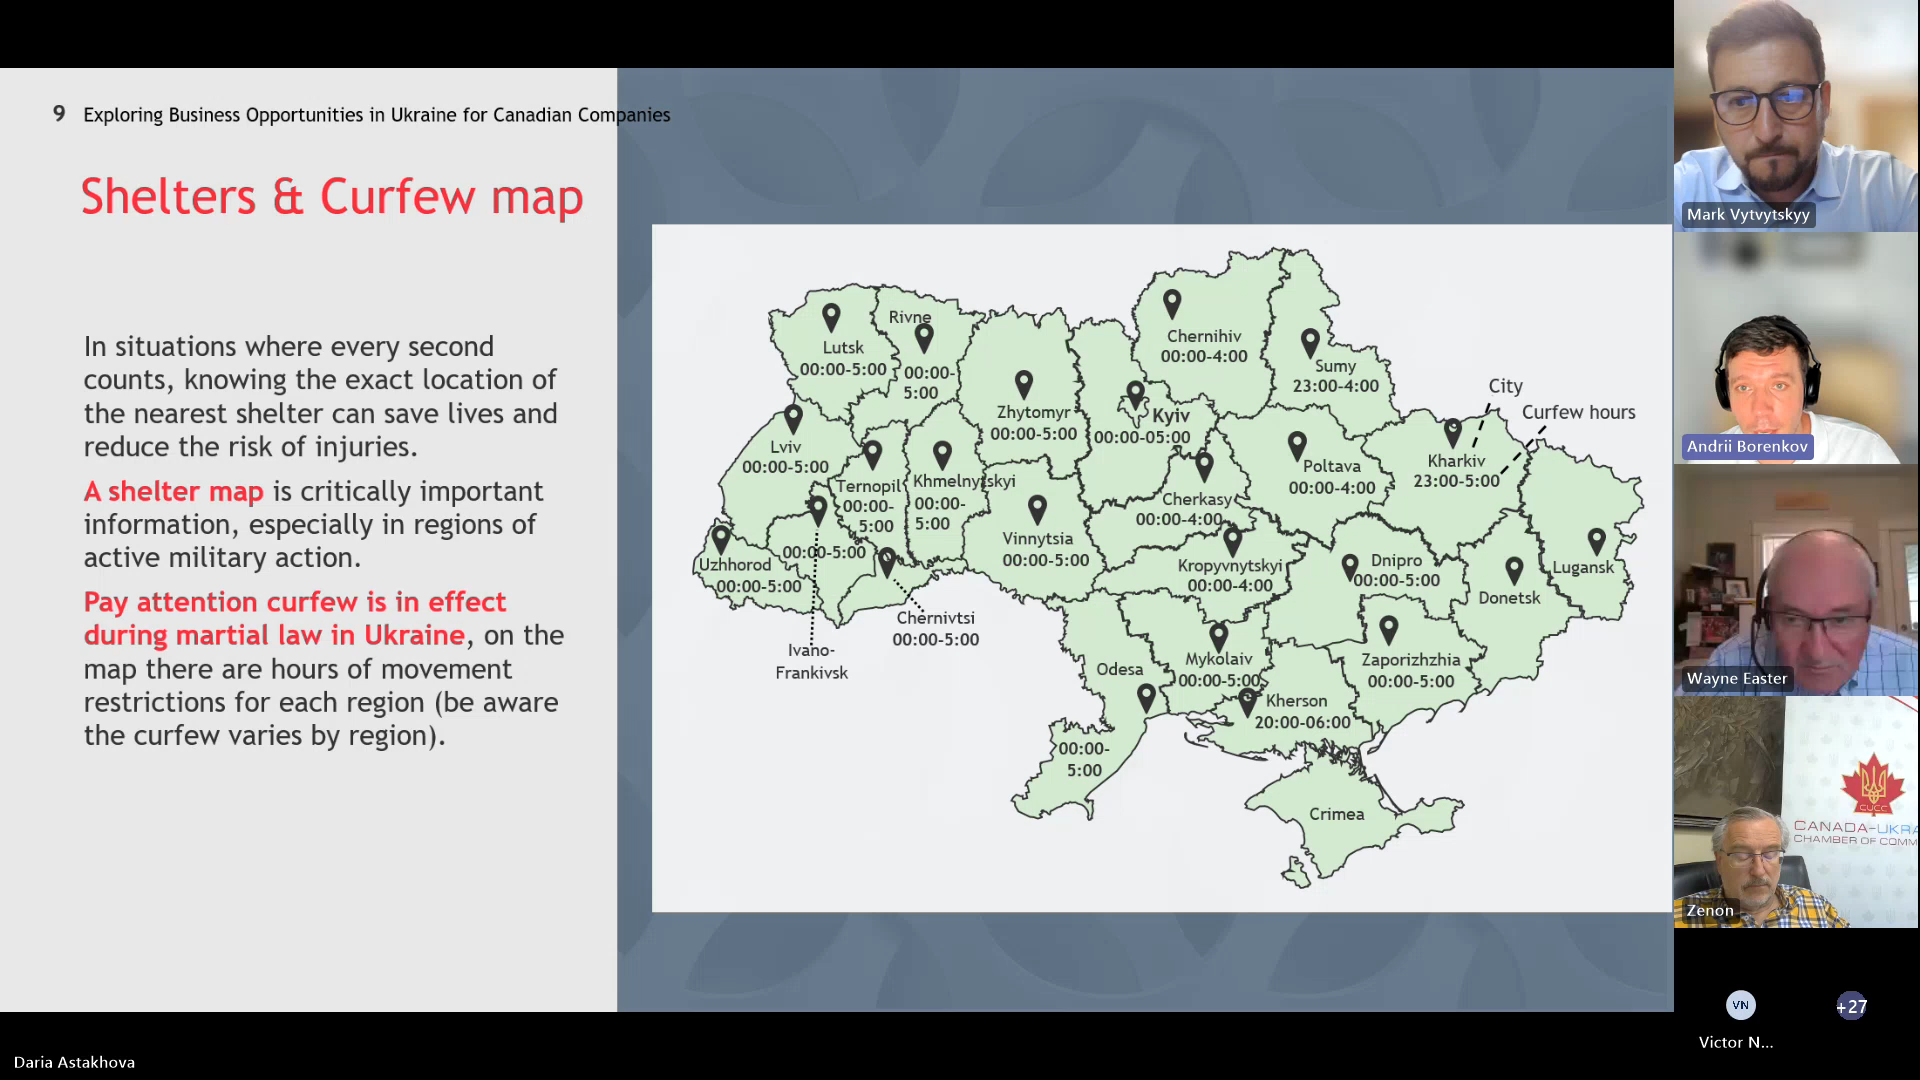 9 Exploring Business Opportunities in Ukraine for Canadian Companies
Shelters & Curfew map
In situations where every second
counts, knowing the exact location of
the nearest shelter can save lives and
reduce the risk of injuries.
A shelter map is critically important
information, especially in regions of
active military action.
Pay attention curfew is in effect
during martial law in Ukraine, on the
map there are hours of movement
restrictions for each region (be aware
the curfew varies by region).
Lutsk
00:00-5:00
Rivne
00:00-
5:00
Zhytomyr
00:00-5:00
Kyiv
00:00-05:00
Chernihiv
00:00-4:00
Sumy
23:00-4:00
City
Curfew hours
Kharkiv
23:00-5:00
Poltava
00:00-4:00
Cherkasy
00:00-4:00
Lviv
00:00-5:00
Ternopil
00:00-
5:00
Khmelnytskyi
00:00-
5:00
Vinnytsia
00:00-5:00
Uzhhorod
00:00-5:00
00:00-5:00
Ivano-
Frankivsk
Chernivtsi
00:00-5:00
Kropyvnytskyi
00:00-4:00
Dnipro
00:00-5:00
Donetsk
Lugansk
Zaporizhzhia
00:00-5:00
Mykolaiv
00:00-5:00
Odesa
00:00-
5:00
Kherson
20:00-06:00
Crimea
Mark Vytvytskyy
Andrii Borenkov
Wayne Easter
CUCC
CANADA-UKRA
CHAMBER OF COMM
Zenon
VN
+27
Victor N...
Daria Astakhova